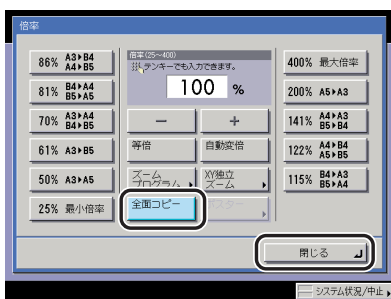 倍率
86% A3▶B4
A4▶B5
81% B4▶A4
B5▶A5
70% A3▶A4
B4▶B5
61% A3▶B5
50% A3▶A5
25% 最小倍率
倍率(25~400)
テンキーでも入力できます。
100 %
－
＋
等倍
自動変倍
ズーム
プログラム
XY独立
ズーム
全面コピー
ポスター
400% 最大倍率
200% A5▶A3
141% A4▶A3
B5▶B4
122% A4▶B4
A5▶B5
115% B4▶A3
B5▶A4
閉じる
システム状況/中止